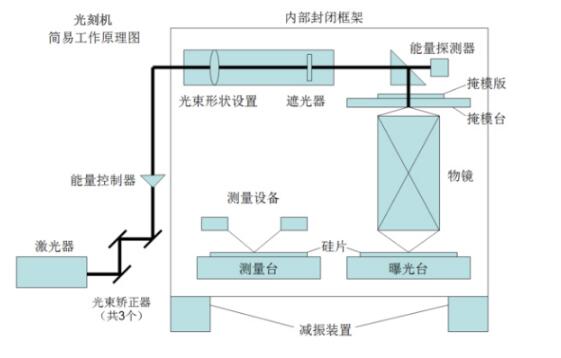 光刻机
简易工作原理图
内部封闭框架
能量探测器
光束形状设置
遮光器
掩模版
掩模台
能量控制器
物镜
测量设备
激光器
硅片
测量台
曝光台
光束矫正器
（共3个）
减振装置